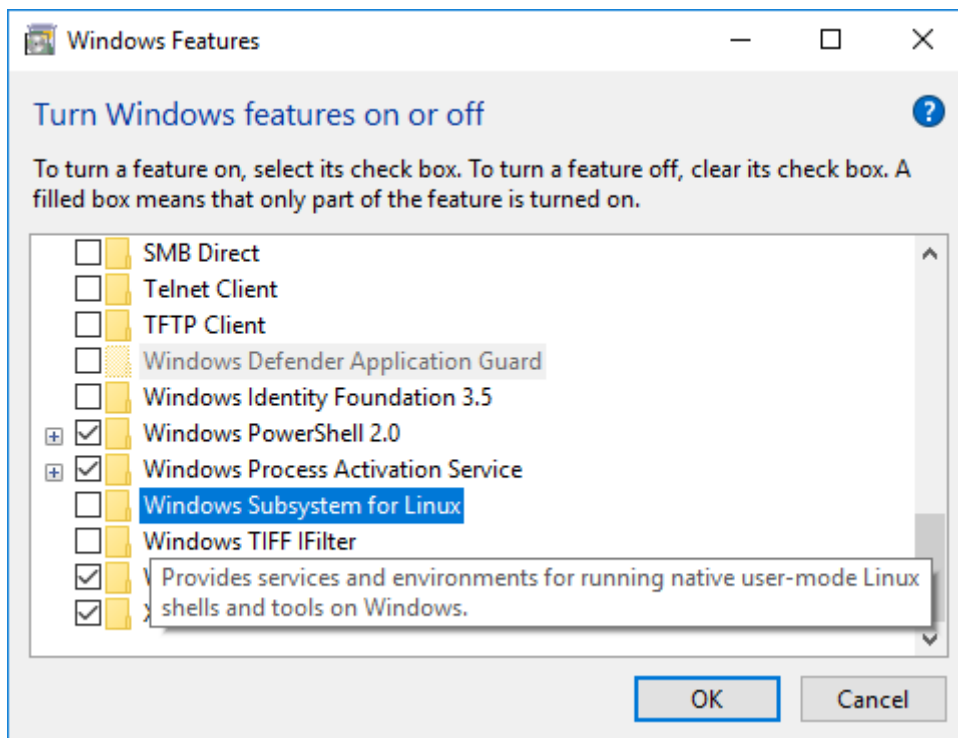 Windows Features
Turn Windows features on or off
To turn a feature on, select its check box. To turn a feature off, clear its check box. A
filled box means that only part of the feature is turned on.
SMB Direct
Telnet Client
TFTP Client
Windows Defender Application Guard
Windows Identity Foundation 3.5
Windows PowerShell 2.0
Windows Process Activation Service
Windows Subsystem for Linux
Windows TIFF IFilter
Provides services and environments for running native user-mode Linux
shells and tools on Windows.
OK Cancel